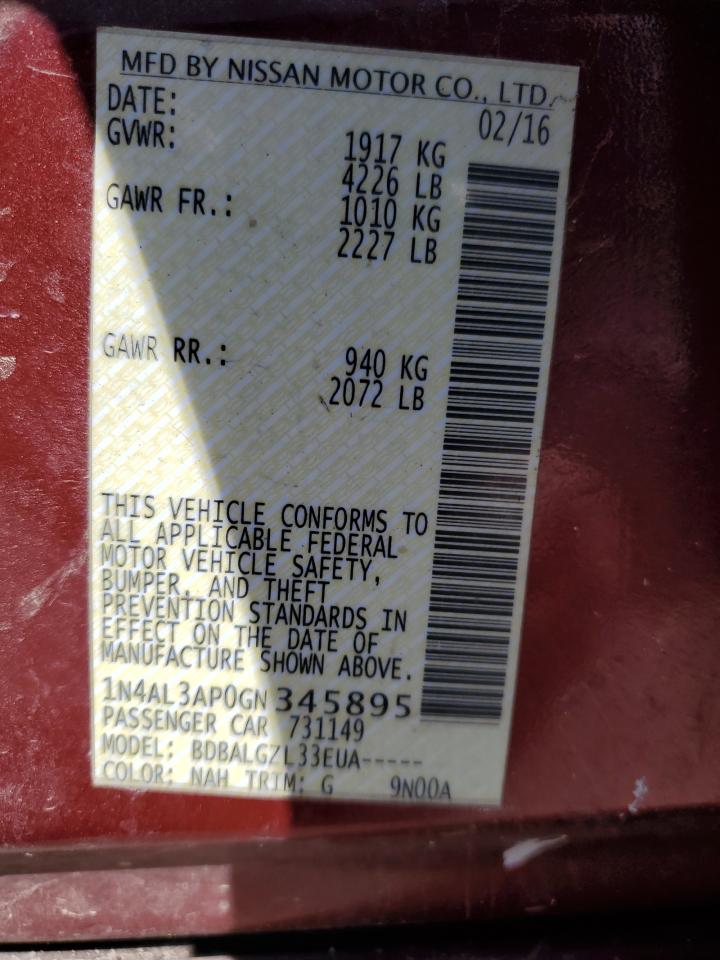 MFD BY NISSAN MOTOR CO., LTD.
DATE: 02/16
GVWR: 1917 KG
4226 LB
GAWR FR.: 1010 KG
2227 LB
GAWR RR.: 940 KG
2072 LB
THIS VEHICLE CONFORMS TO
ALL APPLICABLE FEDERAL
MOTOR VEHICLE SAFETY,
BUMPER, AND THEFT
PREVENTION STANDARDS IN
EFFECT ON THE DATE OF
MANUFACTURE SHOWN ABOVE.
1N4AL3AP0GN345895
PASSENGER CAR 731149
MODEL: BDBALGZL33EUA-----
COLOR: NAH TRIM: G 9N00A